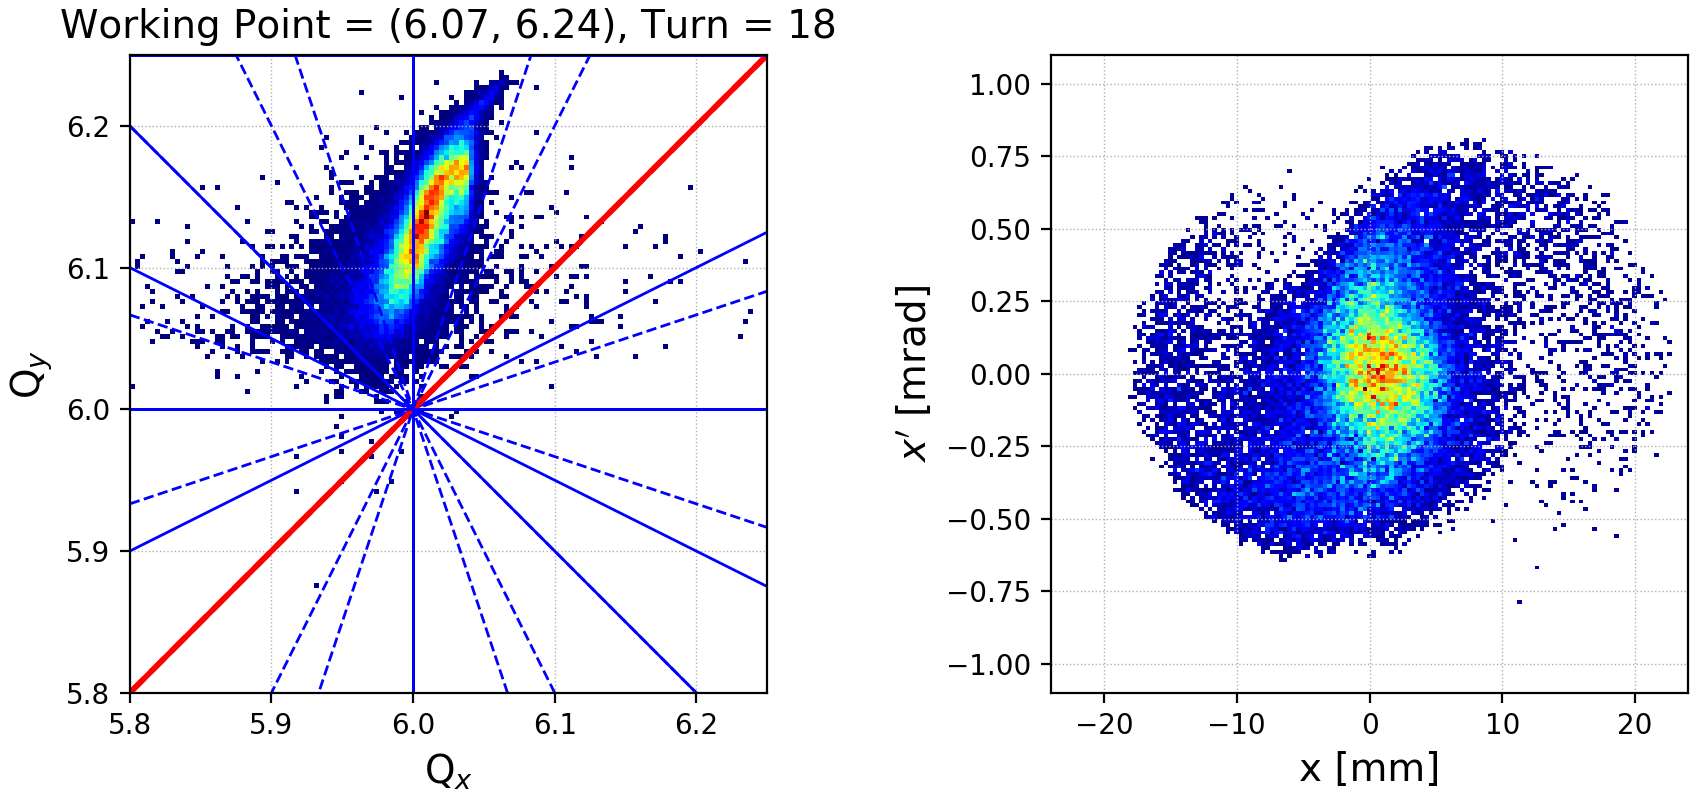 Working Point = (6.07, 6.24), Turn = 18
6.2
6.1
6.0
5.9
5.8
Q_y
5.8 5.9 6.0 6.1 6.2
Q_x
1.00
0.75
0.50
0.25
0.00
−0.25
−0.50
−0.75
−1.00
x′ [mrad]
−20 −10 0 10 20
x [mm]